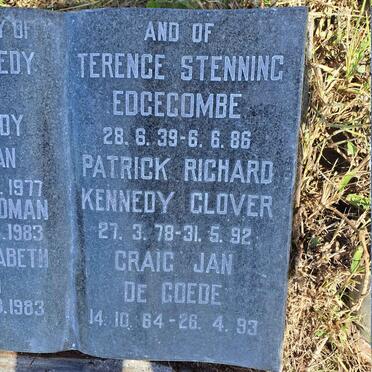 Y OF
EDY
DY
AN
. 1977
DMAN
. 1983
ABETH
. 1983
AND OF
TERENCE STENNING
EDGECOMBE
28. 6. 39-6. 6. 86
PATRICK RICHARD
KENNEDY GLOVER
27. 3. 78-31. 5. 92
CRAIG JAN
DE GOEDE
14. 10. 64-26. 4. 93